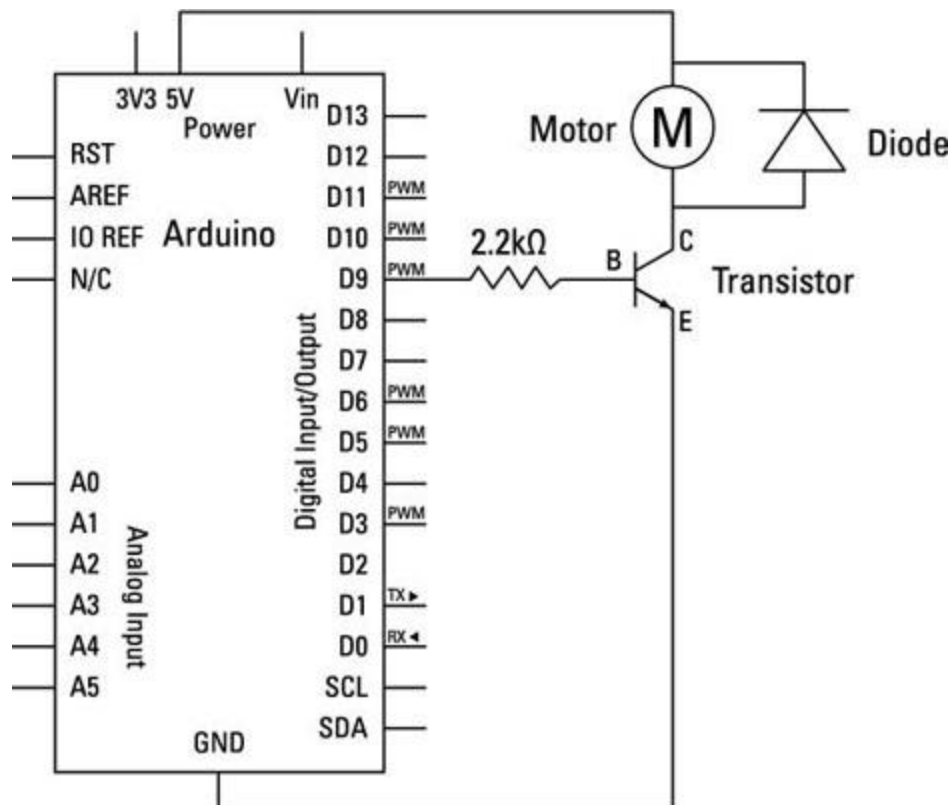 3V3 5V Vin
Power
Arduino
RST
AREF
IO REF
N/C
A0
A1
A2
A3
A4
A5
Analog Input
GND
D13
D12
D11 PWM
D10 PWM
D9 PWM
D8
D7
D6 PWM
D5 PWM
D4
D3 PWM
D2
D1 TX ►
D0 RX ◄
SCL
SDA
Digital Input/Output
2.2kΩ
Motor M
Diode
B
C
E
Transistor